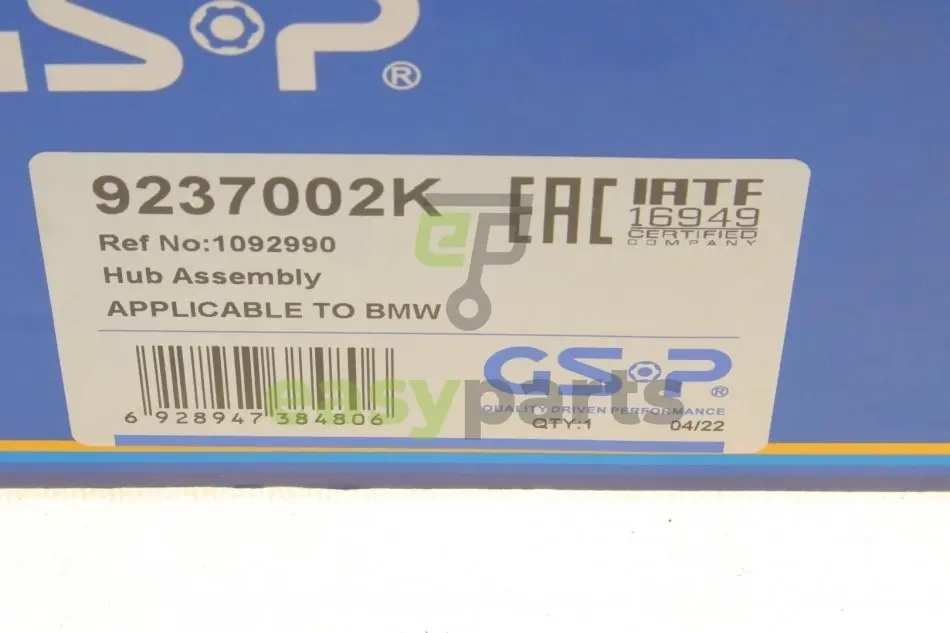 GSP®
9237002K
EAC
IATF
16949
CERTIFIED
COMPANY
Ref No:1092990
Hub Assembly
APPLICABLE TO BMW
ep
GSP®
QUALITY DRIVEN PERFORMANCE
6 928947 384806
QTY:1
04/22
easyparts